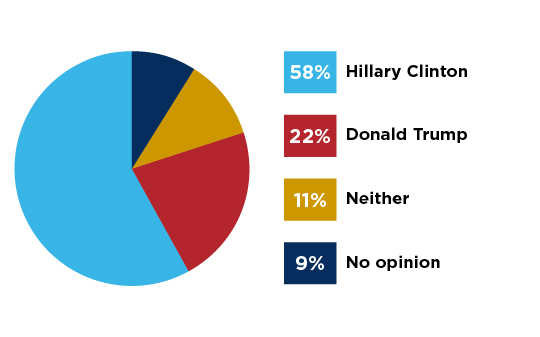 58% Hillary Clinton
22% Donald Trump
11% Neither
9% No opinion